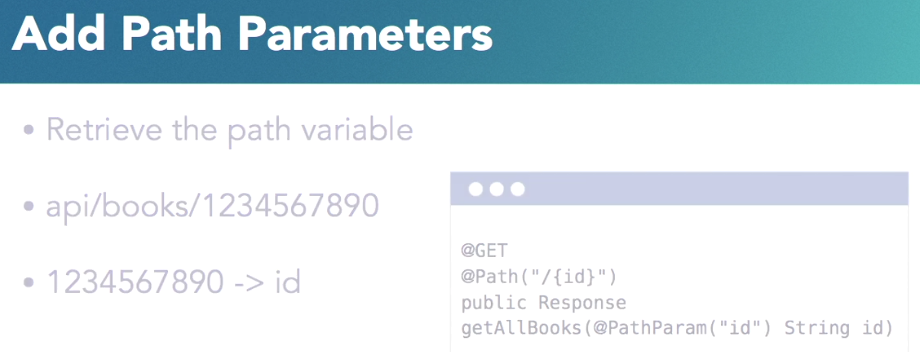 Add Path Parameters
• Retrieve the path variable
• api/books/1234567890
• 1234567890 -> id
@GET
@Path("/{id}")
public Response
getAllBooks(@PathParam("id") String id)